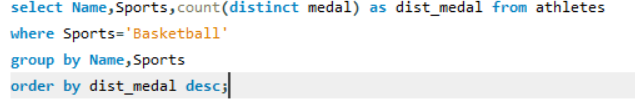 select Name,Sports,count(distinct medal) as dist_medal from athletes
where Sports='Basketball'
group by Name,Sports
order by dist_medal desc;